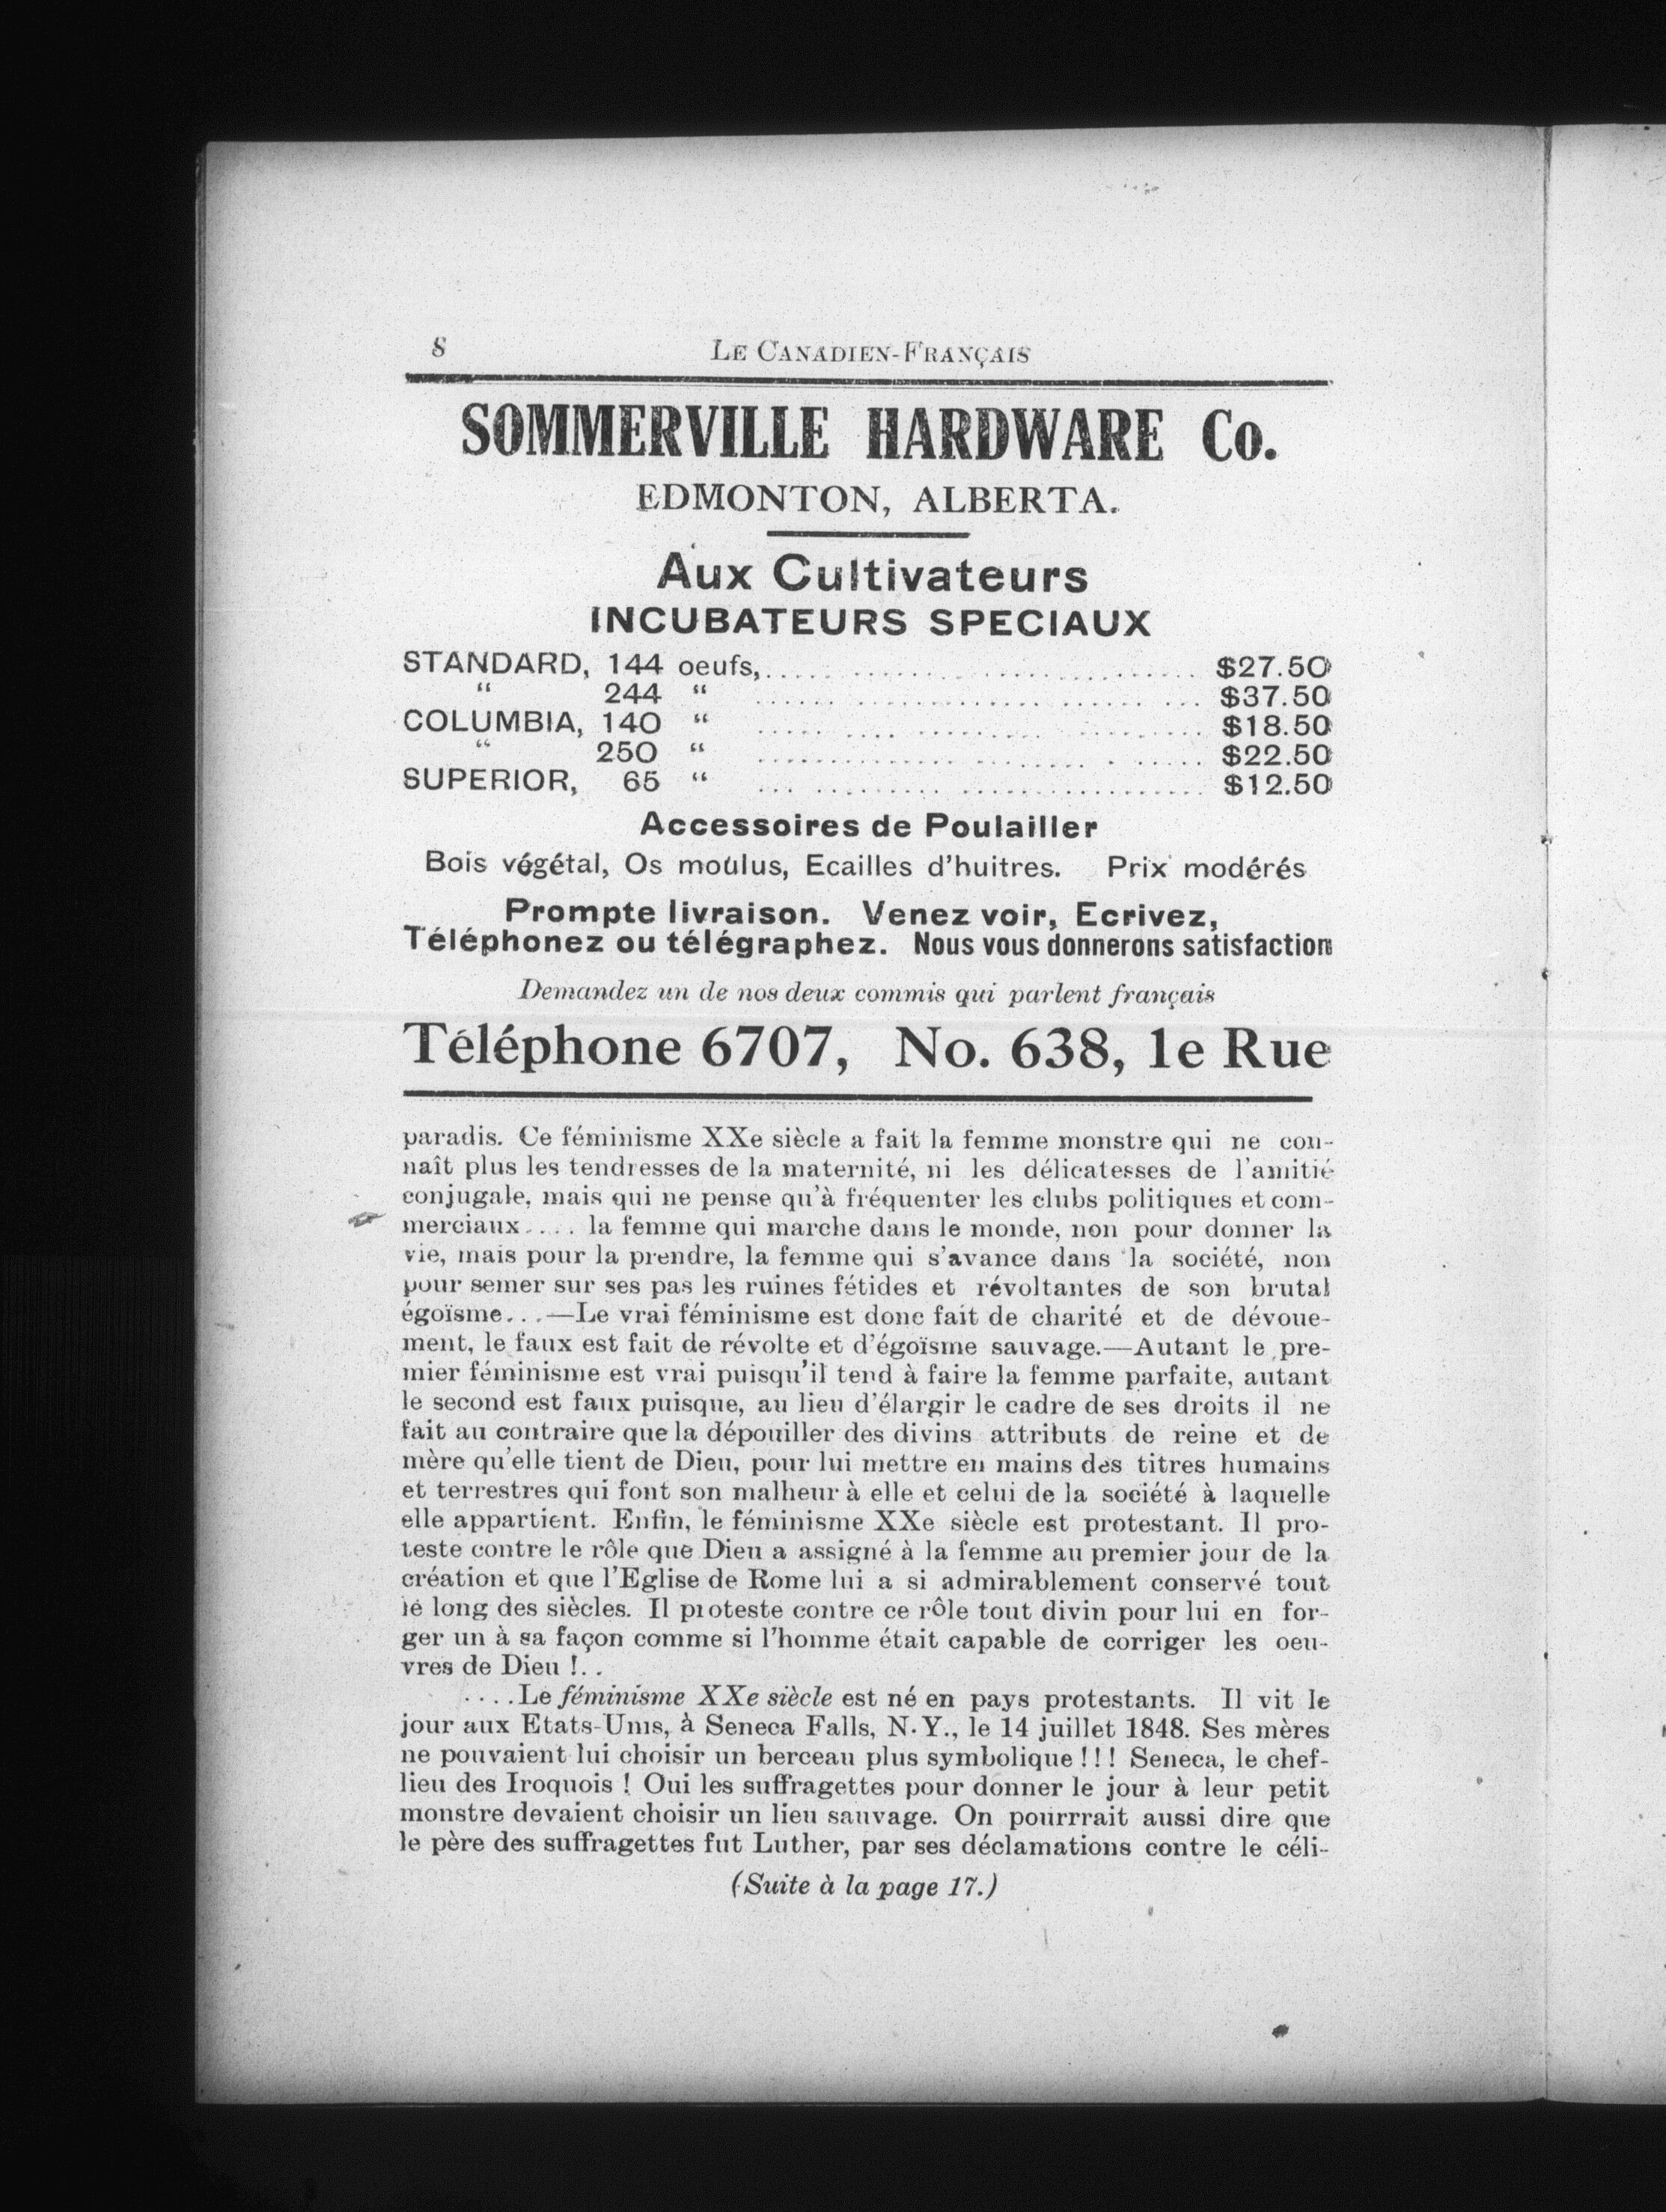 8
LE CANADIEN-FRANÇAIS
SOMMERVILLE HARDWARE Co.
EDMONTON, ALBERTA.
Aux Cultivateurs
INCUBATEURS SPECIAUX
STANDARD, 144 oeufs, ........................................ $27.50
“ 244 “ ........................................ $37.50
COLUMBIA, 140 “ ........................................ $18.50
“ 250 “ ........................................ $22.50
SUPERIOR, 65 “ ........................................ $12.50
Accessoires de Poulailler
Bois végétal, Os moulus, Ecailles d'huitres. Prix modérés
Prompte livraison. Venez voir, Ecrivez,
Téléphonez ou télégraphez. Nous vous donnerons satisfaction
Demandez un de nos deux commis qui parlent français
Téléphone 6707, No. 638, 1e Rue
paradis. Ce féminisme XXe siècle a fait la femme monstre qui ne con-
naît plus les tendresses de la maternité, ni les délicatesses de l'amitié
conjugale, mais qui ne pense qu'à fréquenter les clubs politiques et com-
merciaux.... la femme qui marche dans le monde, non pour donner la
vie, mais pour la prendre, la femme qui s'avance dans la société, non
pour semer sur ses pas les ruines fétides et révoltantes de son brutal
égoïsme...—Le vrai féminisme est donc fait de charité et de dévoue-
ment, le faux est fait de révolte et d'égoïsme sauvage.—Autant le pre-
mier féminisme est vrai puisqu'il tend à faire la femme parfaite, autant
le second est faux puisque, au lieu d'élargir le cadre de ses droits il ne
fait au contraire que la dépouiller des divins attributs de reine et de
mère qu'elle tient de Dieu, pour lui mettre en mains des titres humains
et terrestres qui font son malheur à elle et celui de la société à laquelle
elle appartient. Enfin, le féminisme XXe siècle est protestant. Il pro-
teste contre le rôle que Dieu a assigné à la femme au premier jour de la
création et que l'Eglise de Rome lui a si admirablement conservé tout
le long des siècles. Il proteste contre ce rôle tout divin pour lui en for-
ger un à sa façon comme si l'homme était capable de corriger les oeu-
vres de Dieu !..
....Le féminisme XXe siècle est né en pays protestants. Il vit le
jour aux Etats-Unis, à Seneca Falls, N.Y., le 14 juillet 1848. Ses mères
ne pouvaient lui choisir un berceau plus symbolique !!! Seneca, le chef-
lieu des Iroquois ! Oui les suffragettes pour donner le jour à leur petit
monstre devaient choisir un lieu sauvage. On pourrrait aussi dire que
le père des suffragettes fut Luther, par ses déclamations contre le céli-
(Suite à la page 17.)